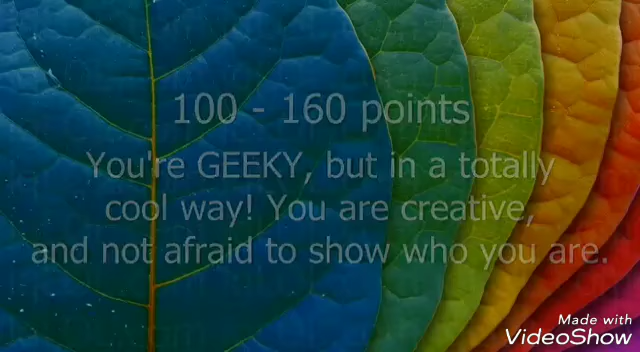 100 - 160 points
You're GEEKY, but in a totally
cool way! You are creative,
and not afraid to show who you are.
Made with
VideoShow